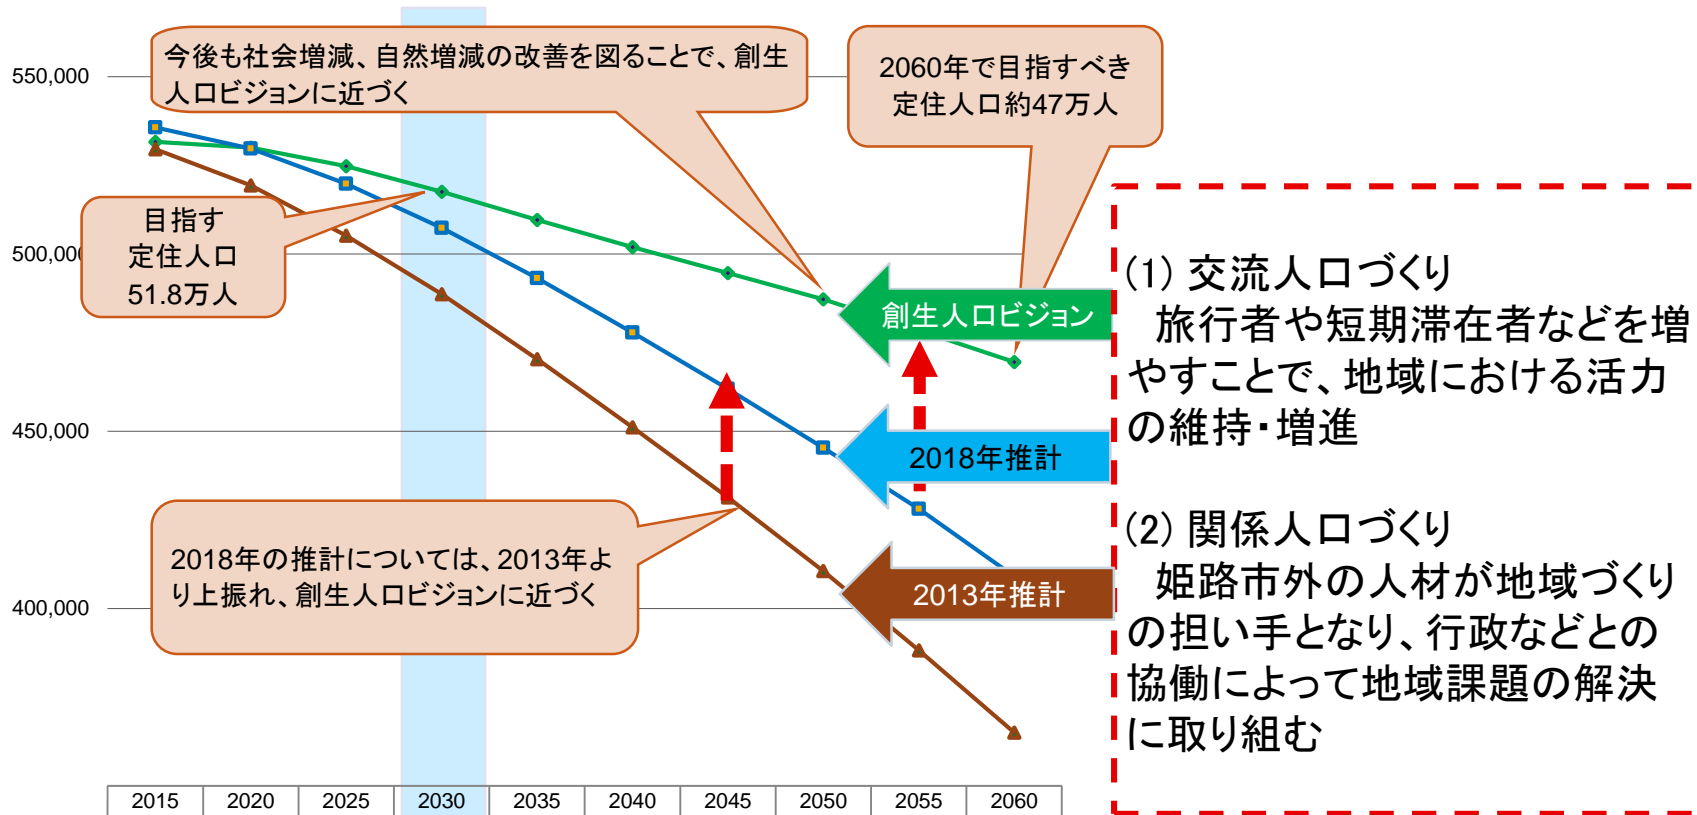 今後も社会増減、自然増減の改善を図ることで、創生
人口ビジョンに近づく
2060年で目指すべき
定住人口約47万人
550,000
500,000
450,000
400,000
目指す
定住人口
51.8万人
創生人口ビジョン
2018年推計
2013年推計
2018年の推計については、2013年よ
り上振れ、創生人口ビジョンに近づく
2015 2020 2025 2030 2035 2040 2045 2050 2055 2060
(1) 交流人口づくり
旅行者や短期滞在者などを増
やすことで、地域における活力
の維持・増進
(2) 関係人口づくり
姫路市外の人材が地域づくり
の担い手となり、行政などとの
協働によって地域課題の解決
に取り組む